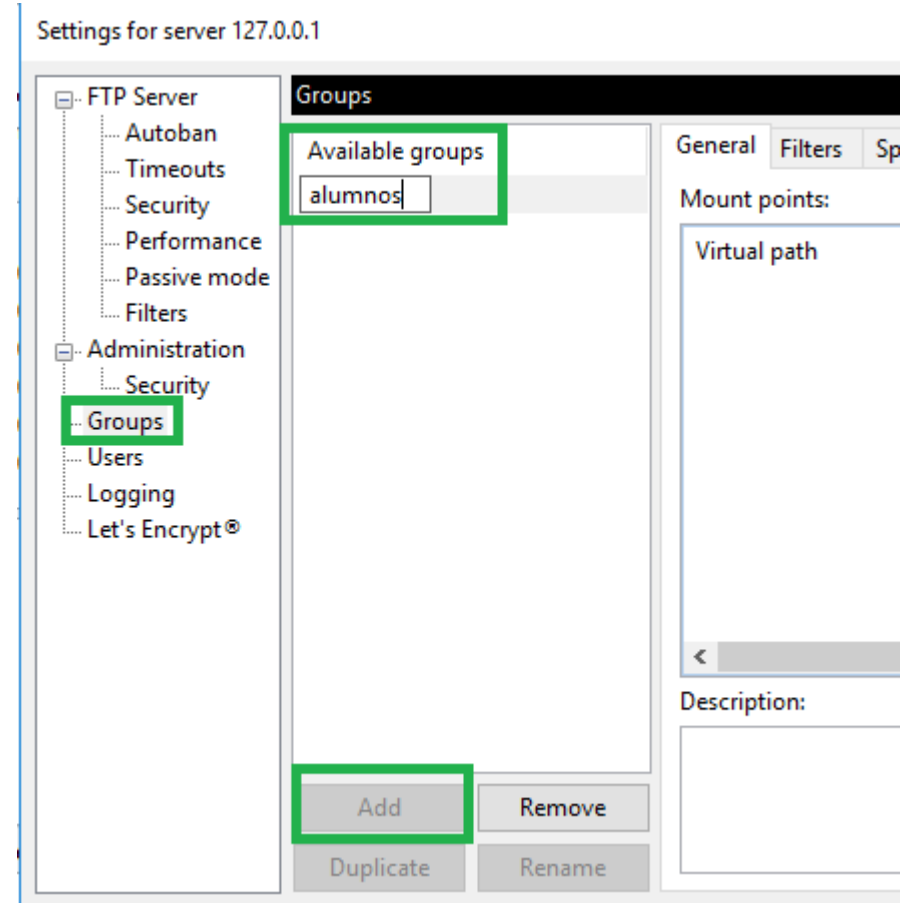 Settings for server 127.0.0.1
FTP Server
Autoban
Timeouts
Security
Performance
Passive mode
Filters
Administration
Security
Groups
Users
Logging
Let's Encrypt®
Groups
Available groups
alumnos
Add
Remove
Duplicate
Rename
General
Filters
Sp
Mount points:
Virtual path
Description: